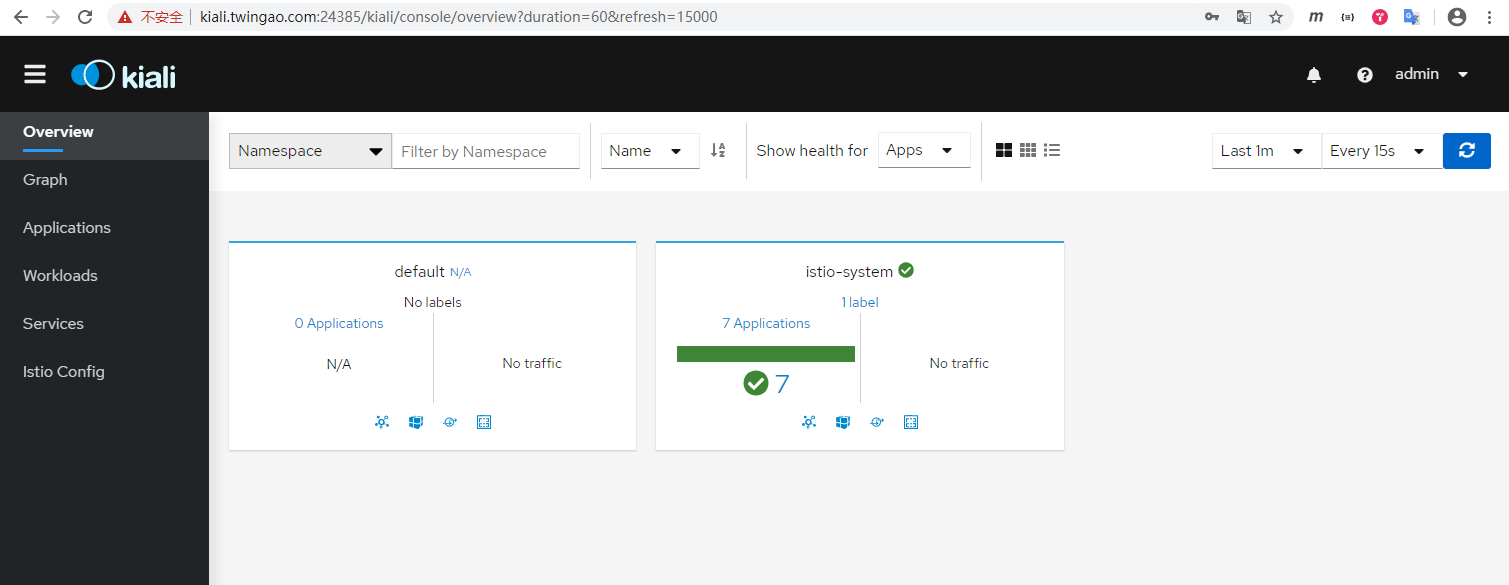 不安全 kiali.twingao.com:24385/kiali/console/overview?duration=60&refresh=15000
kiali admin
Overview
Graph
Applications
Workloads
Services
Istio Config
Namespace Filter by Namespace Name Show health for Apps Last 1m Every 15s
default N/A
No labels
0 Applications
N/A No traffic
istio-system
1 label
7 Applications
7 No traffic